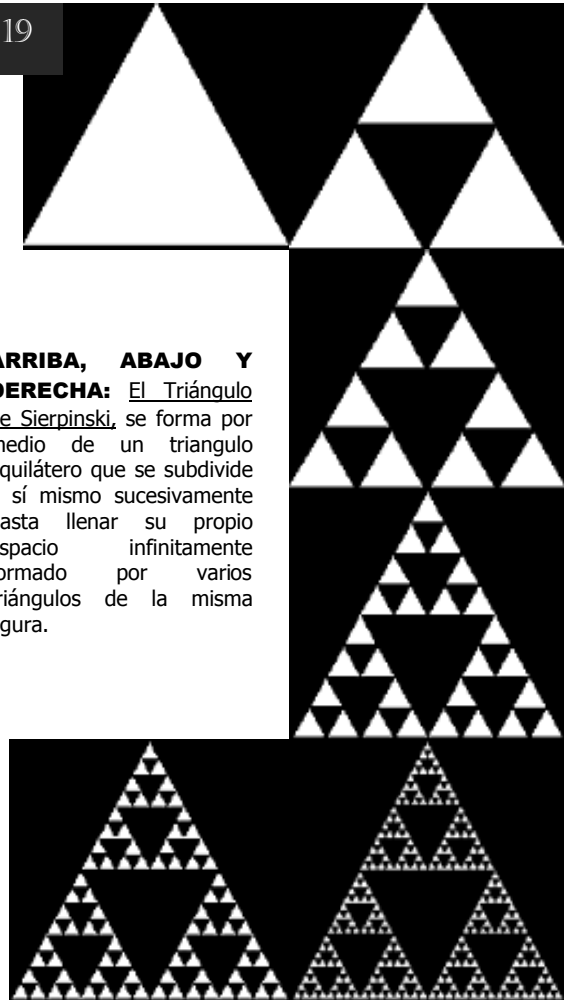 19
ARRIBA, ABAJO Y
DERECHA: El Triángulo
e Sierpinski, se forma por
medio de un triangulo
quilátero que se subdivide
sí mismo sucesivamente
asta llenar su propio
spacio infinitamente
ormado por varios
riángulos de la misma
igura.